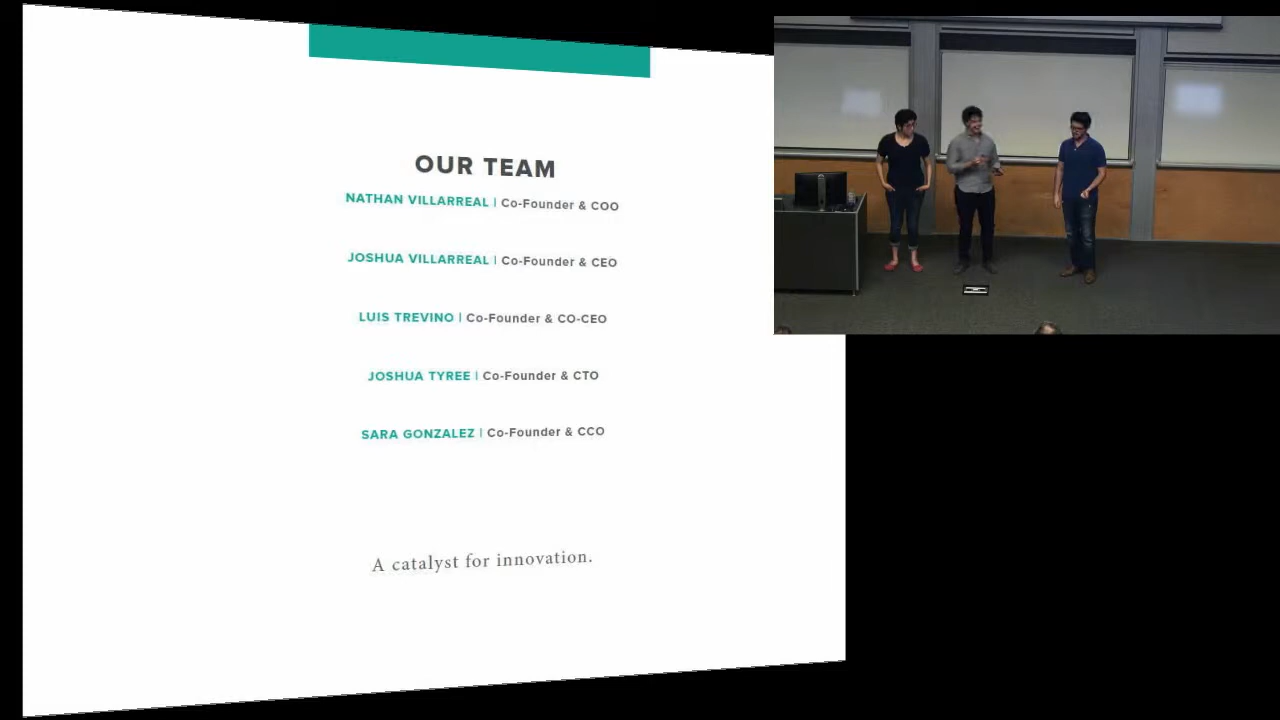 OUR TEAM
NATHAN VILLARREAL | Co-Founder & COO
JOSHUA VILLARREAL | Co-Founder & CEO
LUIS TREVINO | Co-Founder & CO-CEO
JOSHUA TYREE | Co-Founder & CTO
SARA GONZALEZ | Co-Founder & CCO
A catalyst for innovation.